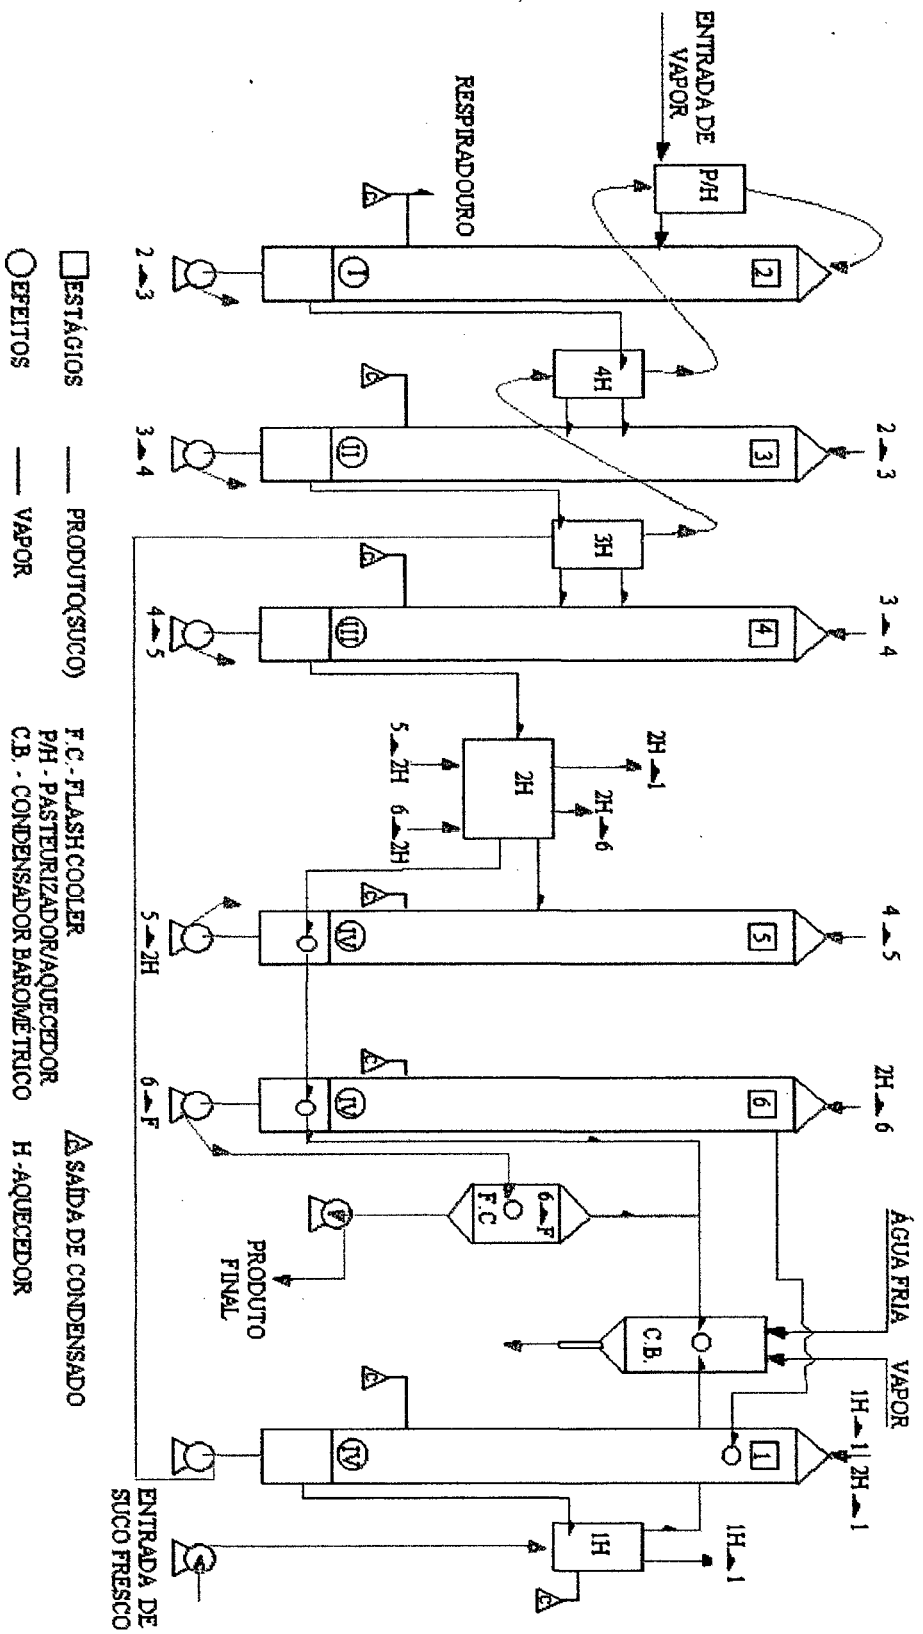 ENTRADA DE
VAPOR
P/H
RESPIRADOURO
C
I
2
2 3
4H
C
II
3
2 3
3 4
3H
C
III
4
3 4
4 5
2H
5 2H
6 2H
2H 1
2H 6
C
IV
5
4 5
5 2H
C
IV
6
2H 6
6 F
6 F
F.C
PRODUTO
FINAL
ÁGUA FRIA
VAPOR
C.B.
1H 1 | 2H 1
C
IV
1
1H
1H 1
C
ENTRADA DE
SUCO FRESCO
ESTÁGIOS
EFEITOS
PRODUTO(SUCO)
VAPOR
F.C.- FLASH COOLER
P/H - PASTEURIZADOR/AQUECEDOR
C.B. - CONDENSADOR BAROMÉTRICO
C SAÍDA DE CONDENSADO
H -AQUECEDOR